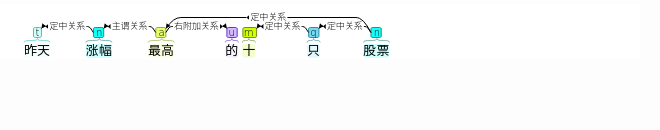 定中关系
定中关系 主谓关系 右附加关系 定中关系 定中关系
t n a u m q n
昨天 涨幅 最高 的 十 只 股票